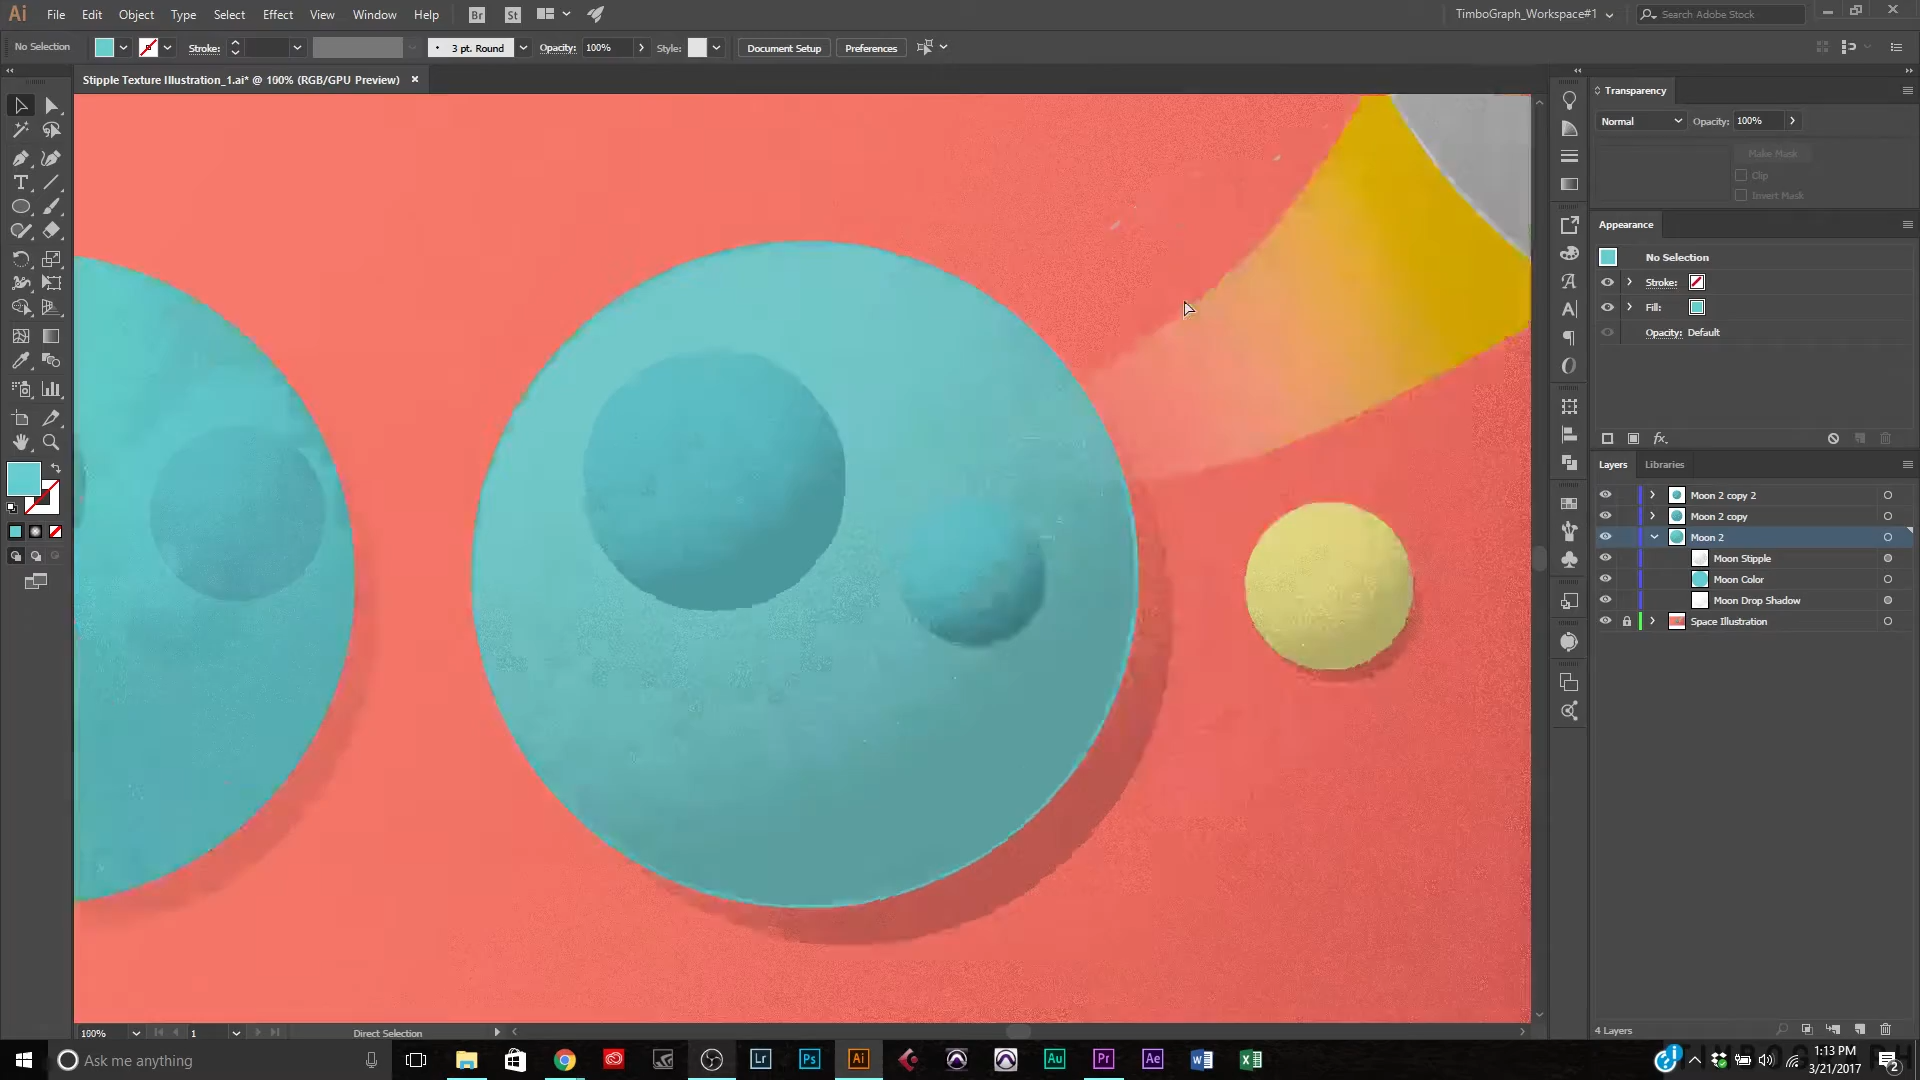 Ai File Edit Object Type Select Effect View Window Help Br St TimboGraph_Workspace#1 Search Adobe Stock
No Selection Stroke: 3 pt. Round Opacity: 100% Style: Document Setup Preferences
Stipple Texture Illustration_1.ai* @ 100% (RGB/GPU Preview)
Transparency
Normal Opacity: 100%
Make Mask
Clip
Invert Mask
Appearance
No Selection
Stroke:
Fill:
Opacity: Default
fx
Layers Libraries
Moon 2 copy 2
Moon 2 copy
Moon 2
Moon Stipple
Moon Color
Moon Drop Shadow
Space Illustration
4 Layers
100% 1 Direct Selection
Ask me anything Lr Ps Ai Au Pr Ae
1:13 PM
3/21/2017
2